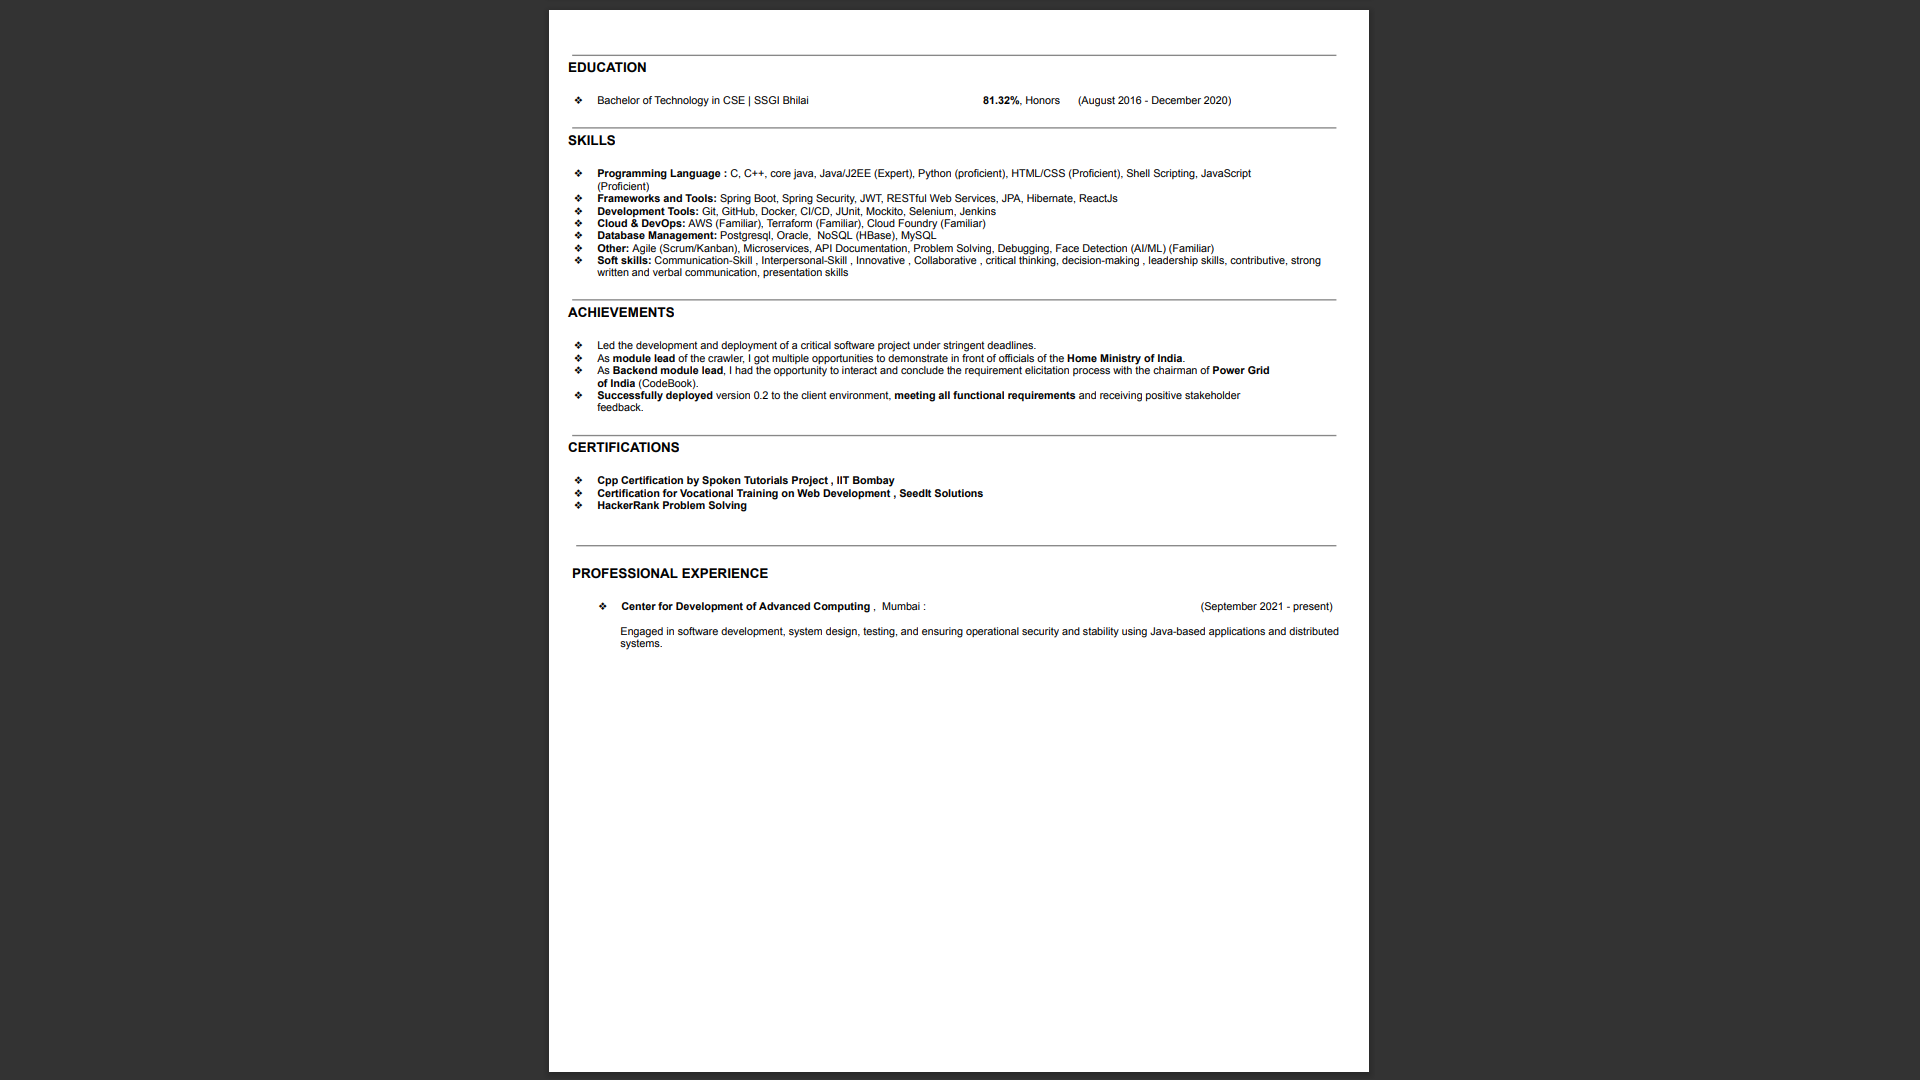 EDUCATION
❖ Bachelor of Technology in CSE | SSGI Bhilai 81.32%, Honors (August 2016 - December 2020)
SKILLS
❖ Programming Language : C, C++, core java, Java/J2EE (Expert), Python (proficient), HTML/CSS (Proficient), Shell Scripting, JavaScript
(Proficient)
❖ Frameworks and Tools: Spring Boot, Spring Security, JWT, RESTful Web Services, JPA, Hibernate, ReactJs
❖ Development Tools: Git, GitHub, Docker, CI/CD, JUnit, Mockito, Selenium, Jenkins
❖ Cloud & DevOps: AWS (Familiar), Terraform (Familiar), Cloud Foundry (Familiar)
❖ Database Management: Postgresql, Oracle, NoSQL (HBase), MySQL
❖ Other: Agile (Scrum/Kanban), Microservices, API Documentation, Problem Solving, Debugging, Face Detection (AI/ML) (Familiar)
❖ Soft skills: Communication-Skill , Interpersonal-Skill , Innovative , Collaborative , critical thinking, decision-making , leadership skills, contributive, strong
written and verbal communication, presentation skills
ACHIEVEMENTS
❖ Led the development and deployment of a critical software project under stringent deadlines.
❖ As module lead of the crawler, I got multiple opportunities to demonstrate in front of officials of the Home Ministry of India.
❖ As Backend module lead, I had the opportunity to interact and conclude the requirement elicitation process with the chairman of Power Grid
of India (CodeBook).
❖ Successfully deployed version 0.2 to the client environment, meeting all functional requirements and receiving positive stakeholder
feedback.
CERTIFICATIONS
❖ Cpp Certification by Spoken Tutorials Project , IIT Bombay
❖ Certification for Vocational Training on Web Development , SeedIt Solutions
❖ HackerRank Problem Solving
PROFESSIONAL EXPERIENCE
❖ Center for Development of Advanced Computing , Mumbai : (September 2021 - present)
Engaged in software development, system design, testing, and ensuring operational security and stability using Java-based applications and distributed
systems.